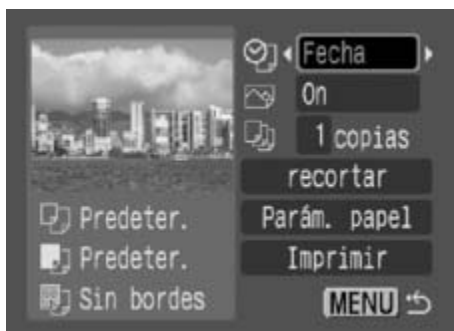 Fecha
On
1 copias
recortar
Predeter.
Parám. papel
Predeter.
Imprimir
Sin bordes
MENU